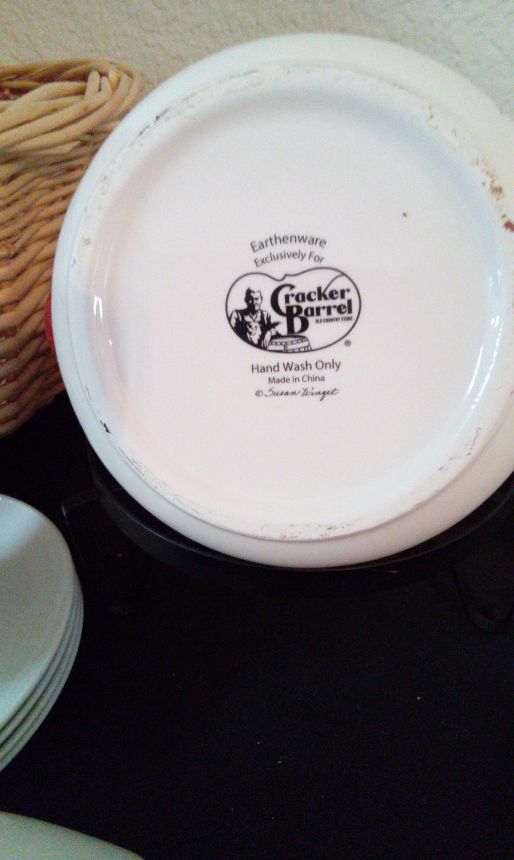 Earthenware
Exclusively For
Cracker
Barrel
OLD COUNTRY STORE
®
Hand Wash Only
Made in China
© Susan Winget